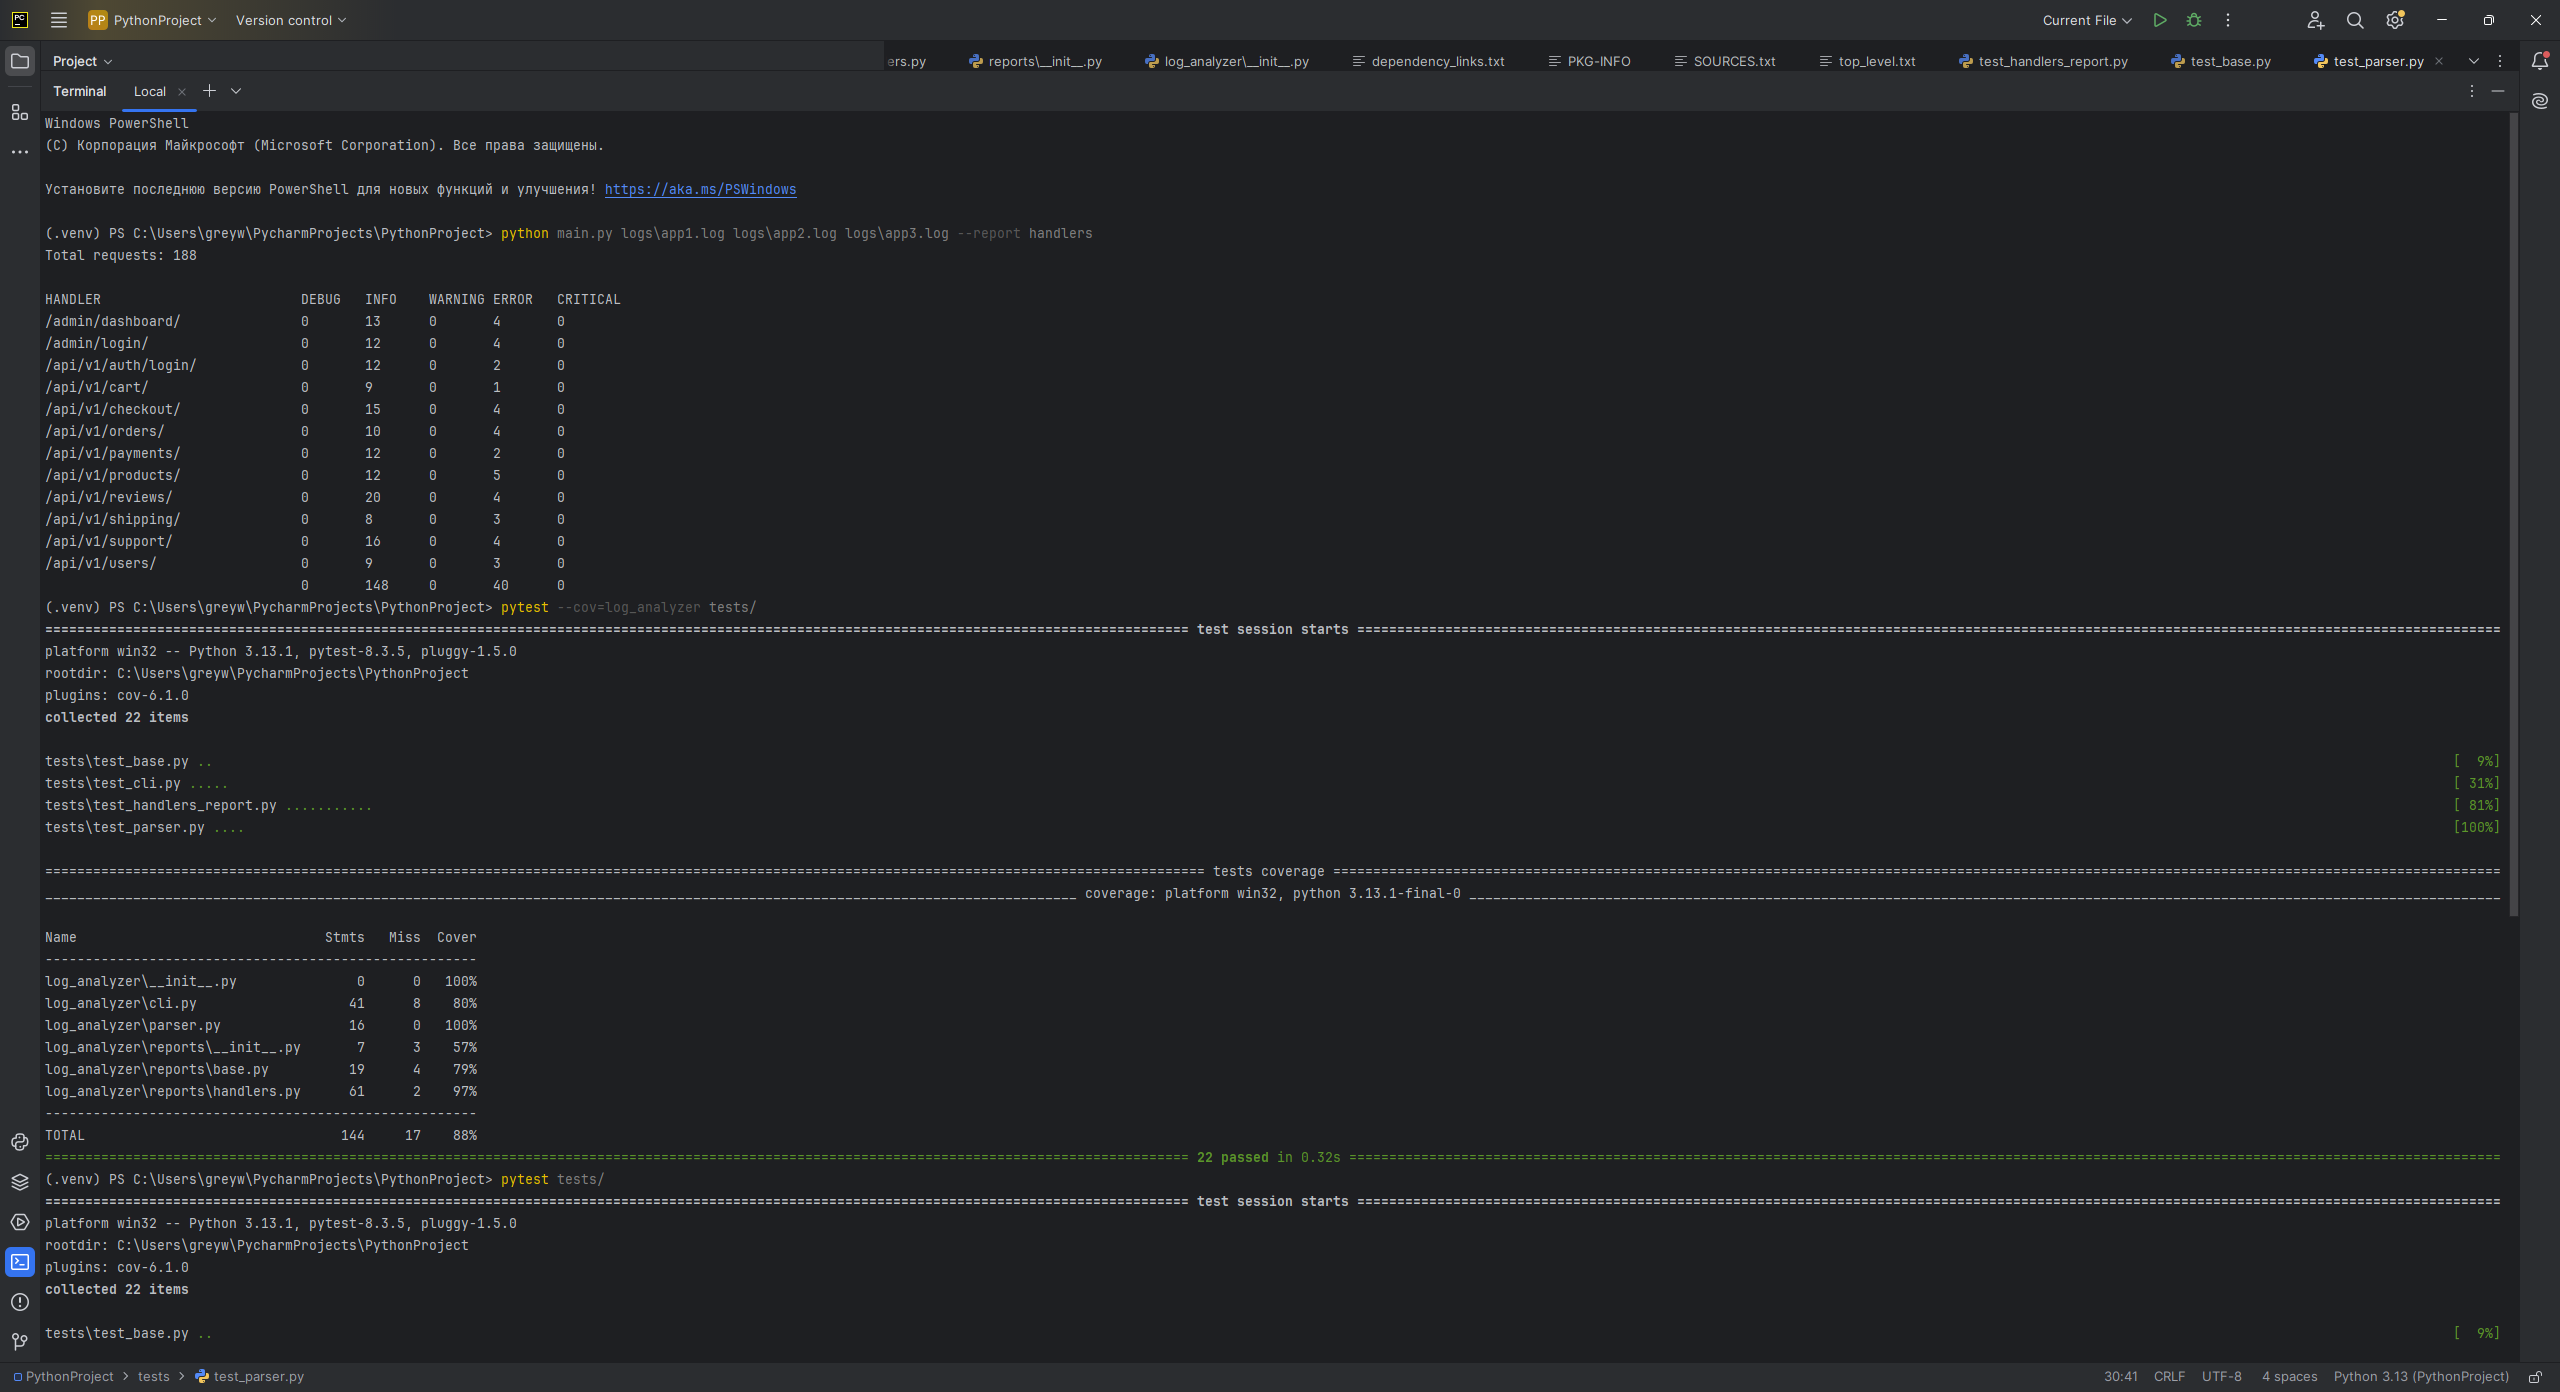 PC PP PythonProject Version control Current File
Project ers.py reports\__init__.py log_analyzer\__init__.py dependency_links.txt PKG-INFO SOURCES.txt top_level.txt test_handlers_report.py test_base.py test_parser.py
Terminal Local
Windows PowerShell
(C) Корпорация Майкрософт (Microsoft Corporation). Все права защищены.
Установите последнюю версию PowerShell для новых функций и улучшения! https://aka.ms/PSWindows
(.venv) PS C:\Users\greyw\PycharmProjects\PythonProject> python main.py logs\app1.log logs\app2.log logs\app3.log --report handlers
Total requests: 188
HANDLER DEBUG INFO WARNING ERROR CRITICAL
/admin/dashboard/ 0 13 0 4 0
/admin/login/ 0 12 0 4 0
/api/v1/auth/login/ 0 12 0 2 0
/api/v1/cart/ 0 9 0 1 0
/api/v1/checkout/ 0 15 0 4 0
/api/v1/orders/ 0 10 0 4 0
/api/v1/payments/ 0 12 0 2 0
/api/v1/products/ 0 12 0 5 0
/api/v1/reviews/ 0 20 0 4 0
/api/v1/shipping/ 0 8 0 3 0
/api/v1/support/ 0 16 0 4 0
/api/v1/users/ 0 9 0 3 0
0 148 0 40 0
(.venv) PS C:\Users\greyw\PycharmProjects\PythonProject> pytest --cov=log_analyzer tests/
=== test session starts ===
platform win32 -- Python 3.13.1, pytest-8.3.5, pluggy-1.5.0
rootdir: C:\Users\greyw\PycharmProjects\PythonProject
plugins: cov-6.1.0
collected 22 items
tests\test_base.py .. [  9%]
tests\test_cli.py ..... [ 31%]
tests\test_handlers_report.py ........... [ 81%]
tests\test_parser.py .... [100%]
=== tests coverage ===
___ coverage: platform win32, python 3.13.1-final-0 ___
Name Stmts Miss Cover
------------------------------------------------------
log_analyzer\__init__.py 0 0 100%
log_analyzer\cli.py 41 8 80%
log_analyzer\parser.py 16 0 100%
log_analyzer\reports\__init__.py 7 3 57%
log_analyzer\reports\base.py 19 4 79%
log_analyzer\reports\handlers.py 61 2 97%
------------------------------------------------------
TOTAL 144 17 88%
=== 22 passed in 0.32s ===
(.venv) PS C:\Users\greyw\PycharmProjects\PythonProject> pytest tests/
=== test session starts ===
platform win32 -- Python 3.13.1, pytest-8.3.5, pluggy-1.5.0
rootdir: C:\Users\greyw\PycharmProjects\PythonProject
plugins: cov-6.1.0
collected 22 items
tests\test_base.py .. [  9%]
PythonProject > tests > test_parser.py 30:41 CRLF UTF-8 4 spaces Python 3.13 (PythonProject)